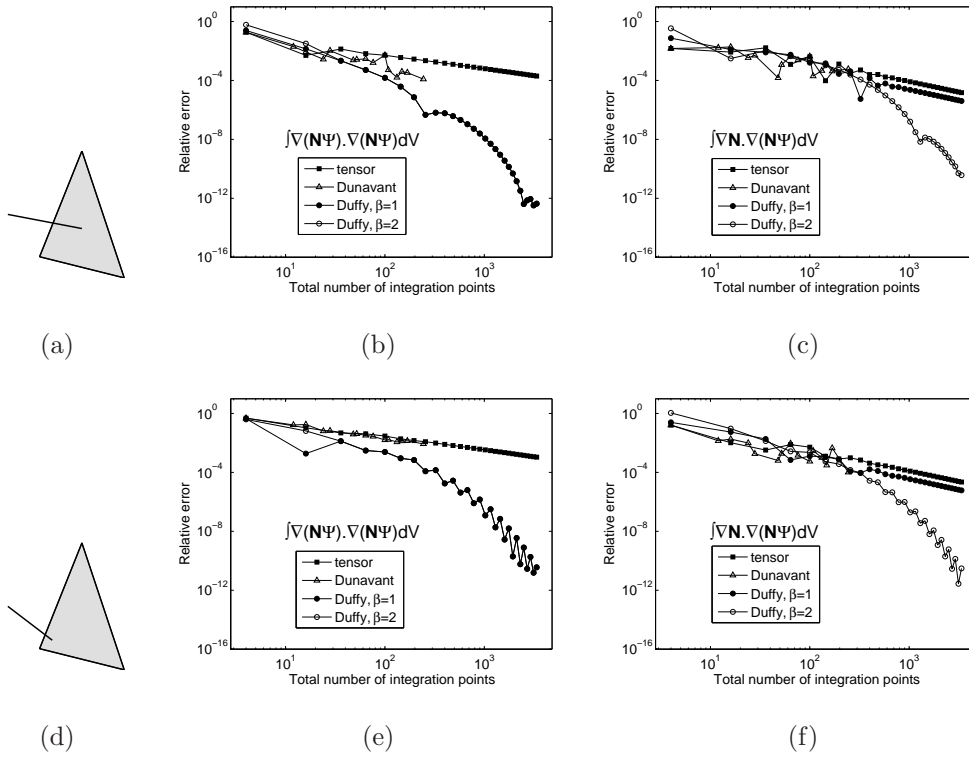 10^0
10^−4
10^−8
10^−12
10^−16
Relative error
∫∇(NΨ).∇(NΨ)dV
tensor
Dunavant
Duffy, β=1
Duffy, β=2
10^1
10^2
10^3
Total number of integration points
10^0
10^−4
10^−8
10^−12
10^−16
Relative error
∫∇N.∇(NΨ)dV
tensor
Dunavant
Duffy, β=1
Duffy, β=2
10^1
10^2
10^3
Total number of integration points
(a)
(b)
(c)
10^0
10^−4
10^−8
10^−12
10^−16
Relative error
∫∇(NΨ).∇(NΨ)dV
tensor
Dunavant
Duffy, β=1
Duffy, β=2
10^1
10^2
10^3
Total number of integration points
10^0
10^−4
10^−8
10^−12
10^−16
Relative error
∫∇N.∇(NΨ)dV
tensor
Dunavant
Duffy, β=1
Duffy, β=2
10^1
10^2
10^3
Total number of integration points
(d)
(e)
(f)